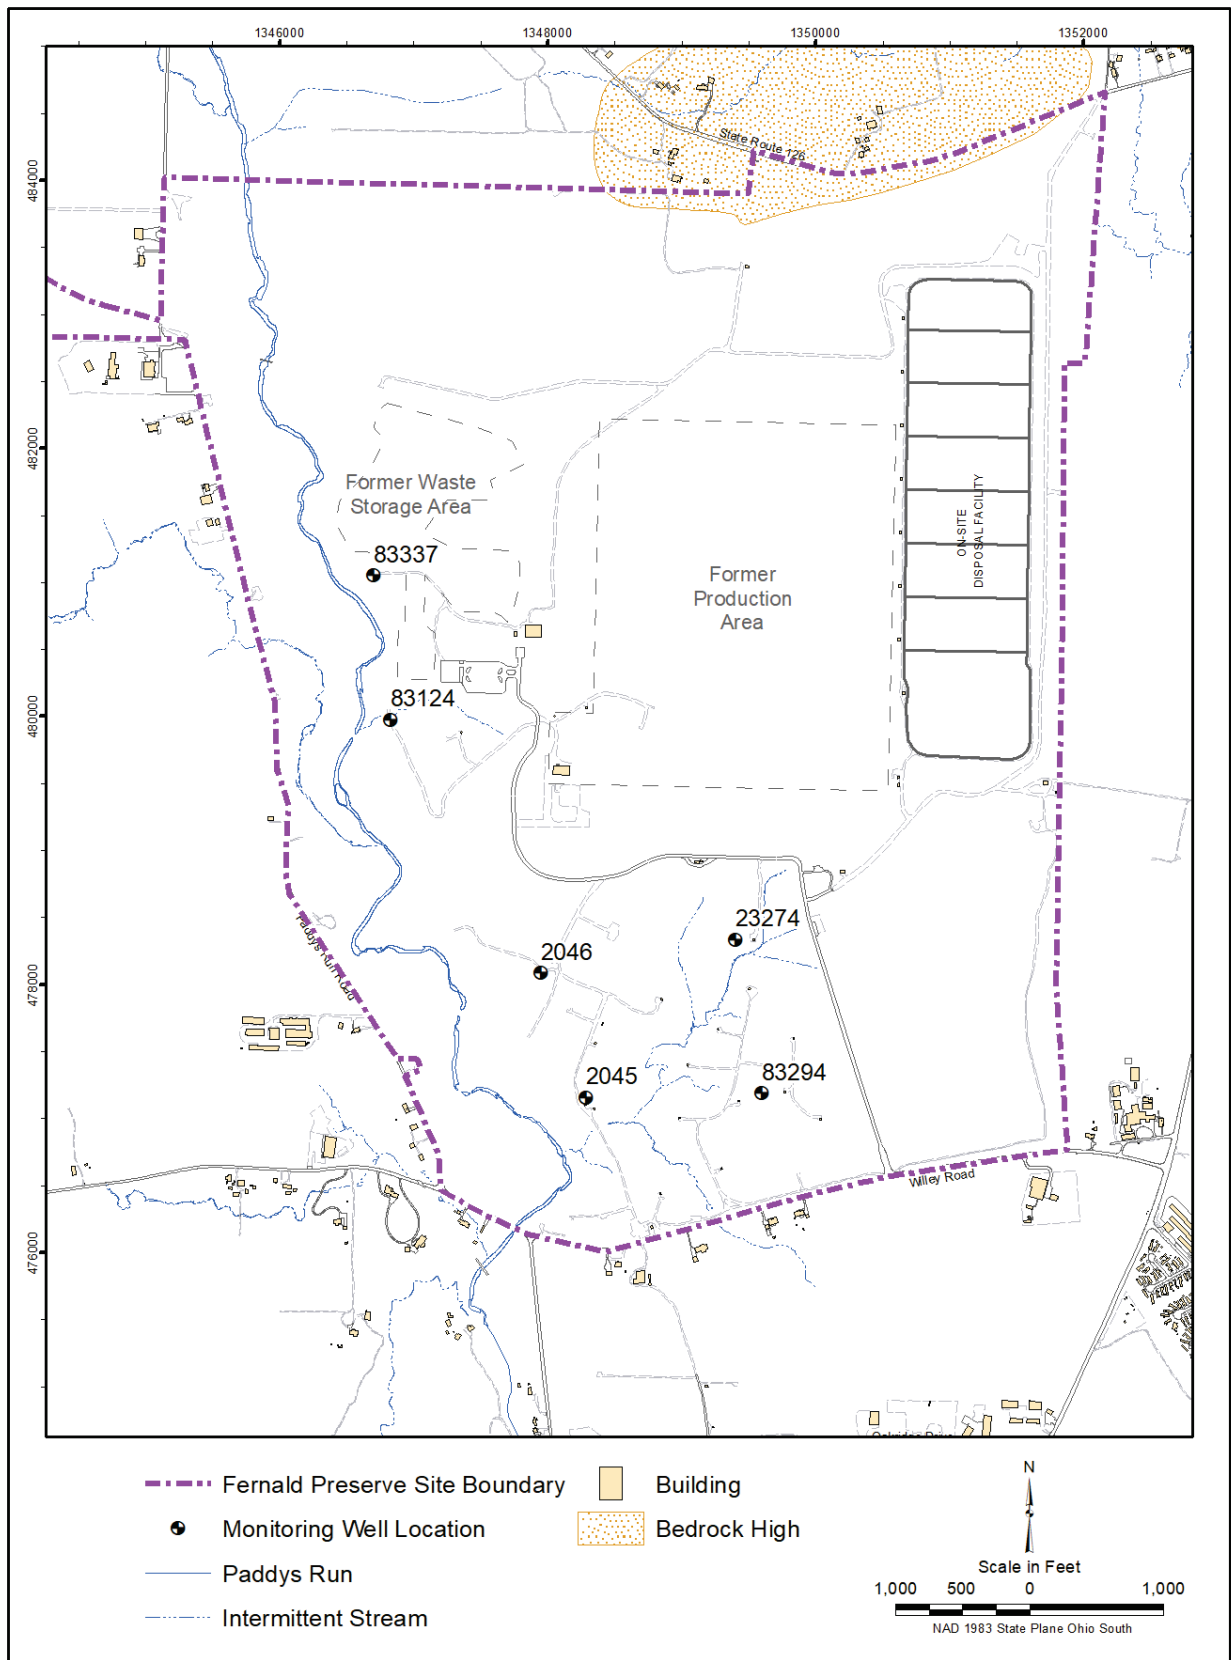 1346000
1348000
1350000
1352000
484000
482000
480000
478000
476000
State Route 126
Former Waste
Storage Area
83337
Former
Production
Area
ON-SITE
DISPOSAL FACILITY
83124
23274
2046
Paddys Run Road
2045
83294
Willey Road
Fernald Preserve Site Boundary
Building
Monitoring Well Location
Bedrock High
Paddys Run
Intermittent Stream
N
Scale in Feet
1,000 500 0 1,000
NAD 1983 State Plane Ohio South